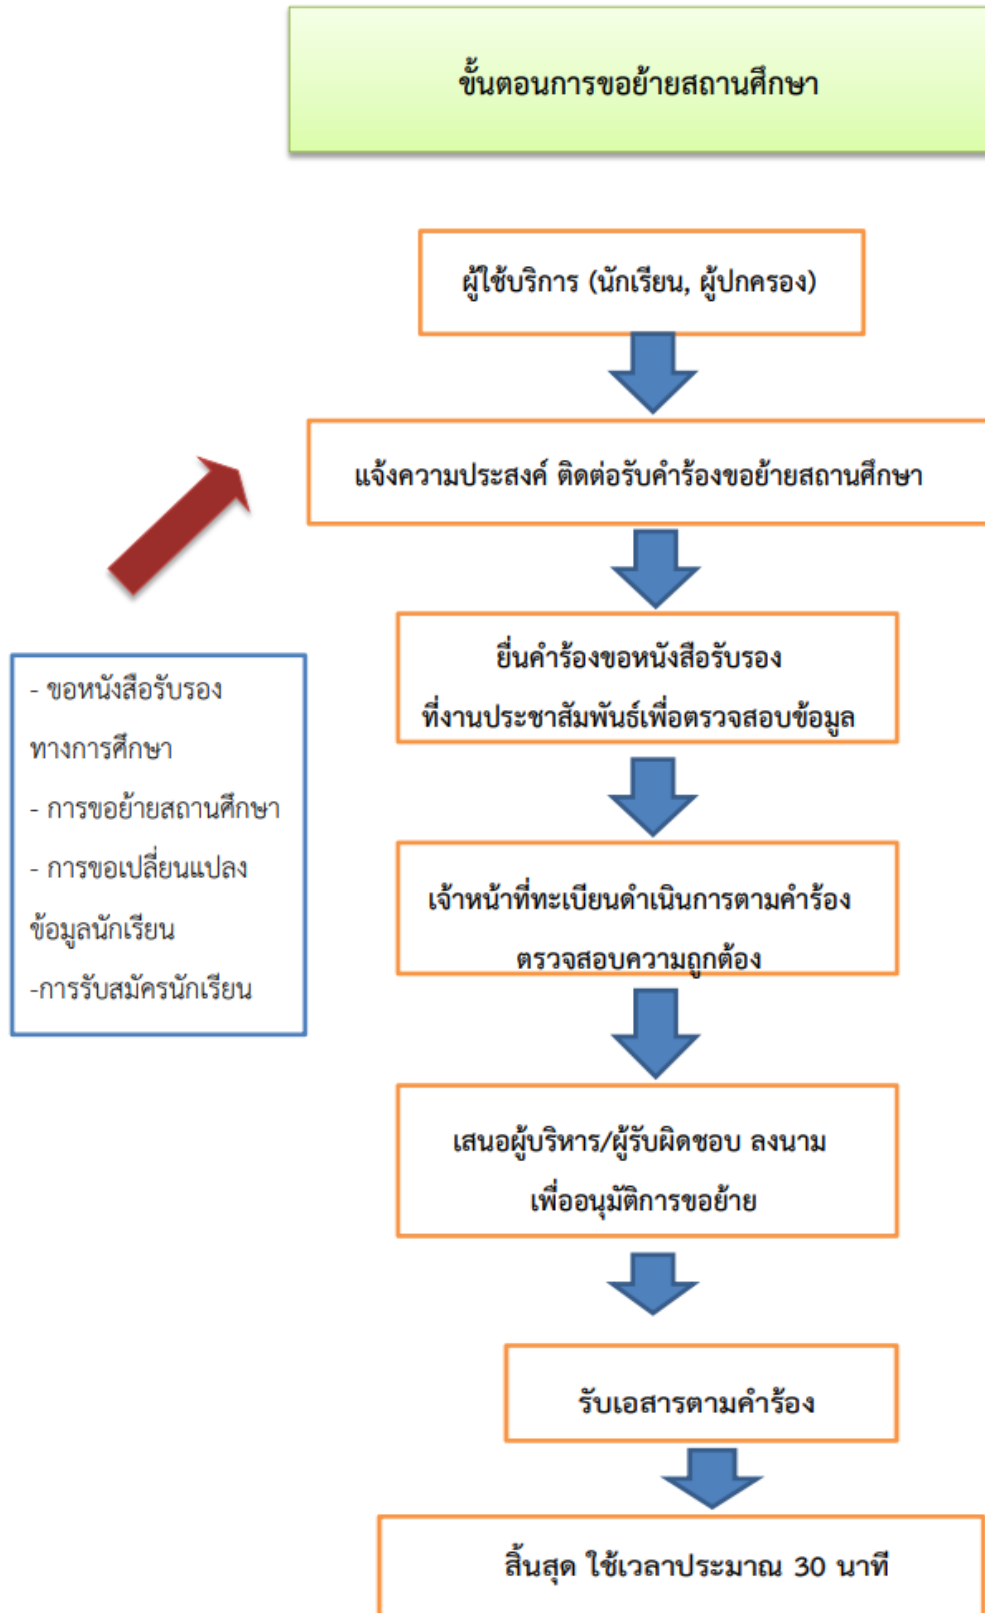 ขั้นตอนการขอย้ายสถานศึกษา
ผู้ใช้บริการ (นักเรียน, ผู้ปกครอง)
แจ้งความประสงค์ ติดต่อรับคำร้องขอย้ายสถานศึกษา
- ขอหนังสือรับรอง
ทางการศึกษา
- การขอย้ายสถานศึกษา
- การขอเปลี่ยนแปลง
ข้อมูลนักเรียน
-การรับสมัครนักเรียน
ยื่นคำร้องขอหนังสือรับรอง
ที่งานประชาสัมพันธ์เพื่อตรวจสอบข้อมูล
เจ้าหน้าที่ทะเบียนดำเนินการตามคำร้อง
ตรวจสอบความถูกต้อง
เสนอผู้บริหาร/ผู้รับผิดชอบ ลงนาม
เพื่ออนุมัติการขอย้าย
รับเอสารตามคำร้อง
สิ้นสุด ใช้เวลาประมาณ 30 นาที